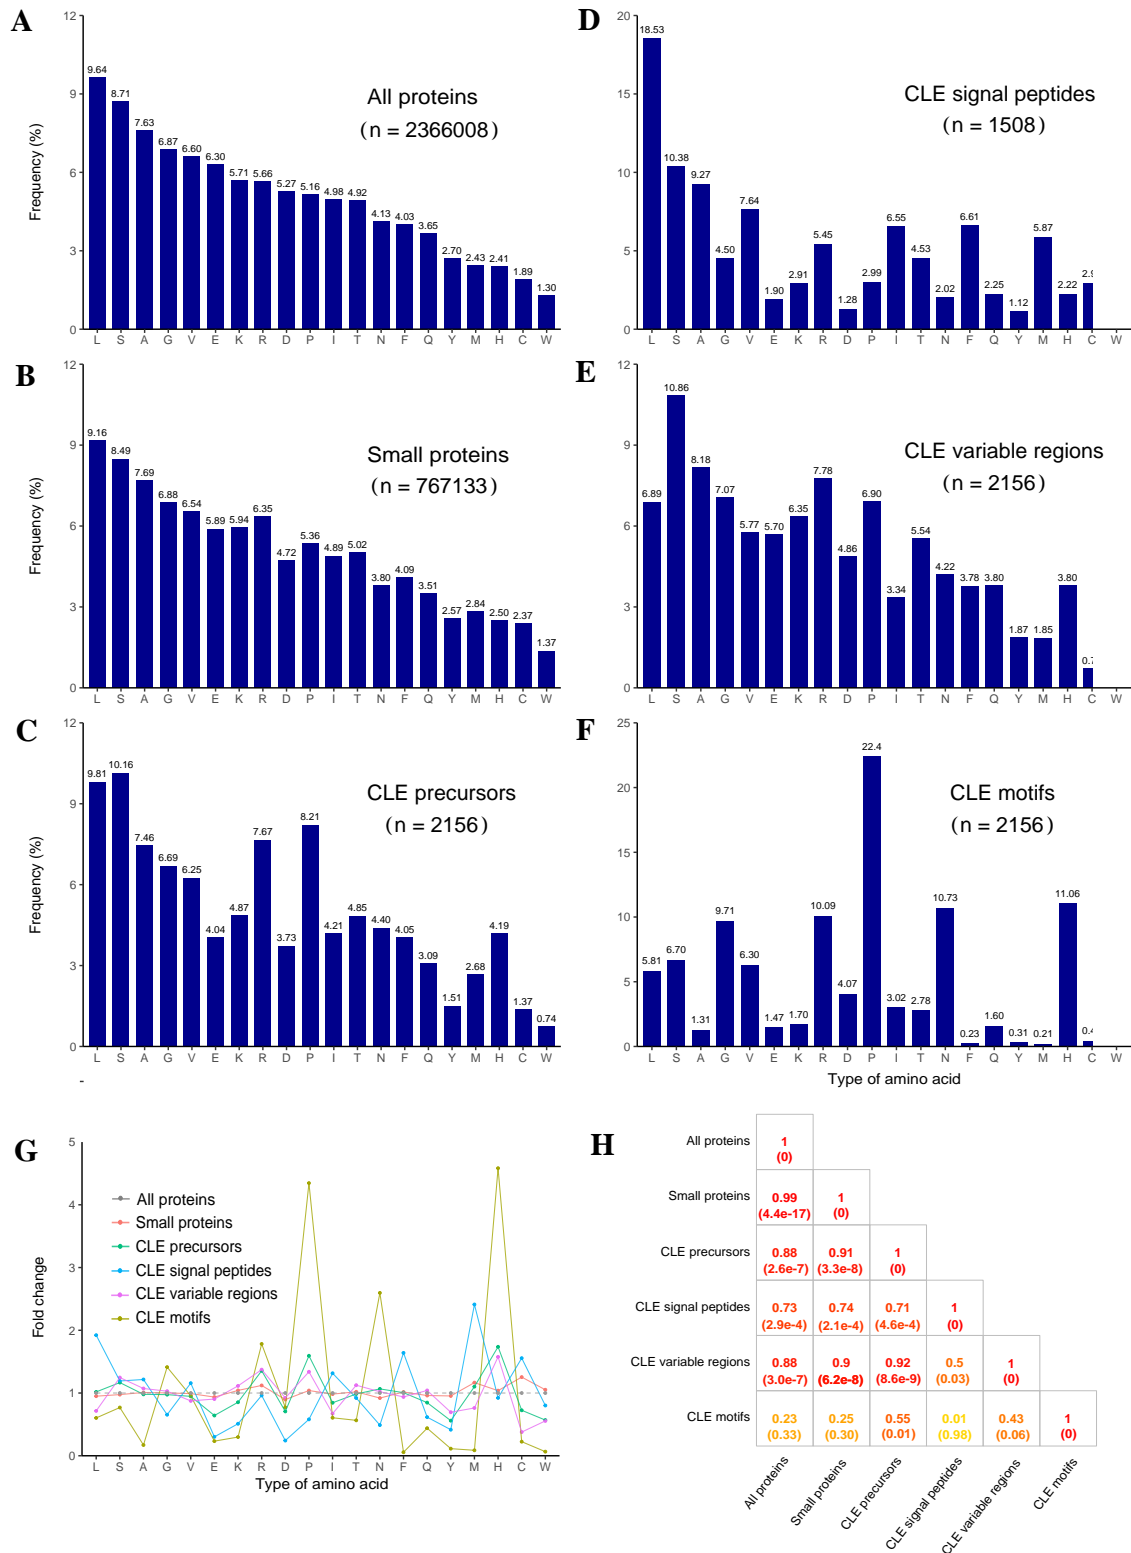 A
12
9
6
3
0
Frequency (%)
All proteins
(n = 2366008)
9.64 8.71 7.63 6.87 6.60 6.30 5.71 5.66 5.27 5.16 4.98 4.92 4.13 4.03 3.65 2.70 2.43 2.41 1.89 1.30
L S A G V E K R D P I T N F Q Y M H C W
D
20
15
10
5
0
CLE signal peptides
(n = 1508)
18.53 10.38 9.27 4.50 7.64 1.90 2.91 5.45 1.28 2.99 6.55 4.53 2.02 6.61 2.25 1.12 5.87 2.22
L S A G V E K R D P I T N F Q Y M H C W
B
12
9
6
3
0
Frequency (%)
Small proteins
(n = 767133)
9.16 8.49 7.69 6.88 6.54 5.89 5.94 6.35 4.72 5.36 4.89 5.02 3.80 4.09 3.51 2.57 2.84 2.50 2.37 1.37
L S A G V E K R D P I T N F Q Y M H C W
E
12
9
6
3
0
CLE variable regions
(n = 2156)
6.89 10.86 8.18 7.07 5.77 5.70 6.35 7.78 4.86 6.90 3.34 5.54 4.22 3.78 3.80 1.87 1.85 3.80
L S A G V E K R D P I T N F Q Y M H C W
C
12
9
6
3
0
Frequency (%)
CLE precursors
(n = 2156)
9.81 10.16 7.46 6.69 6.25 4.04 4.87 7.67 3.73 8.21 4.21 4.85 4.40 4.05 3.09 1.51 2.68 4.19 1.37 0.74
L S A G V E K R D P I T N F Q Y M H C W
-
F
25
20
15
10
5
0
CLE motifs
(n = 2156)
5.81 6.70 1.31 9.71 6.30 1.47 1.70 10.09 4.07 22.4 3.02 2.78 10.73 0.23 1.60 0.31 0.21 11.06
L S A G V E K R D P I T N F Q Y M H C W
Type of amino acid
G
5
4
3
2
1
0
Fold change
All proteins
Small proteins
CLE precursors
CLE signal peptides
CLE variable regions
CLE motifs
L S A G V E K R D P I T N F Q Y M H C W
Type of amino acid
H
All proteins 1
(0)
Small proteins 0.99 1
(4.4e-17) (0)
CLE precursors 0.88 0.91 1
(2.6e-7) (3.3e-8) (0)
CLE signal peptides 0.73 0.74 0.71 1
(2.9e-4) (2.1e-4) (4.6e-4) (0)
CLE variable regions 0.88 0.9 0.92 0.5 1
(3.0e-7) (6.2e-8) (8.6e-9) (0.03) (0)
CLE motifs 0.23 0.25 0.55 0.01 0.43 1
(0.33) (0.30) (0.01) (0.98) (0.06) (0)
All proteins
Small proteins
CLE precursors
CLE signal peptides
CLE variable regions
CLE motifs